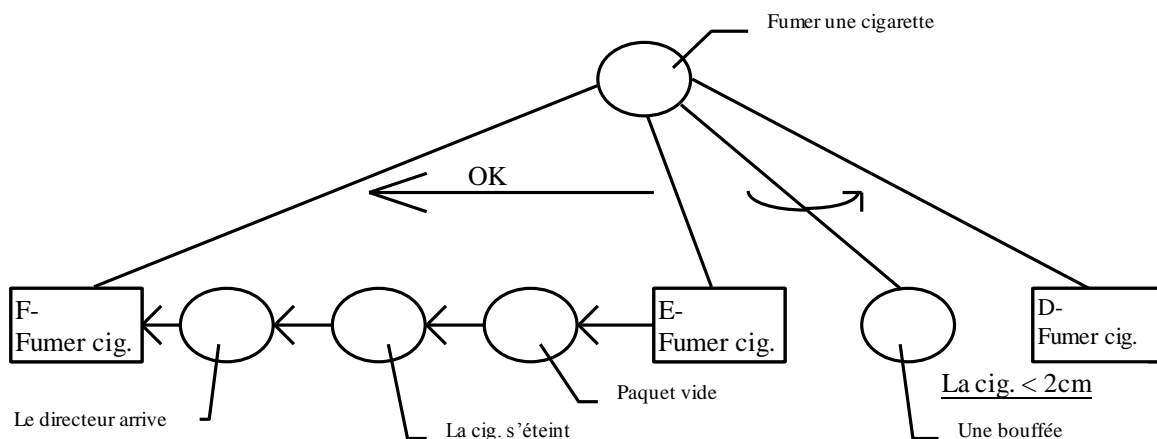 Fumer une cigarette
OK
F-
Fumer cig.
E-
Fumer cig.
D-
Fumer cig.
La cig. < 2cm
Paquet vide
Le directeur arrive
La cig. s’éteint
Une bouffée